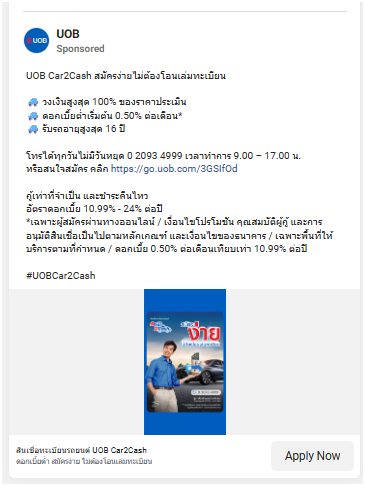 UOB
UOB
Sponsored
UOB Car2Cash สมัครง่ายไม่ต้องโอนเล่มทะเบียน
🚙 วงเงินสูงสุด 100% ของราคาประเมิน
🚙 ดอกเบี้ยต่ำเริ่มต้น 0.50% ต่อเดือน*
🚙 รับรถอายุสูงสุด 16 ปี
โทรได้ทุกวันไม่มีวันหยุด 0 2093 4999 เวลาทำการ 9.00 – 17.00 น.
หรือสนใจสมัคร คลิก https://go.uob.com/3GSIfOd
กู้เท่าที่จำเป็น และชำระคืนไหว
อัตราดอกเบี้ย 10.99% - 24% ต่อปี
*เฉพาะผู้สมัครผ่านทางออนไลน์ / เงื่อนไขโปรโมชัน คุณสมบัติผู้กู้ และการ
อนุมัติสินเชื่อเป็นไปตามหลักเกณฑ์ และเงื่อนไขของธนาคาร / เฉพาะพื้นที่ให้
บริการตามที่กำหนด / ดอกเบี้ย 0.50% ต่อเดือนเทียบเท่า 10.99% ต่อปี
#UOBCar2Cash
สมัครง่าย
สินเชื่อทะเบียนรถยนต์ UOB Car2Cash
ดอกเบี้ยต่ำ สมัครง่าย ไม่ต้องโอนเล่มทะเบียน
Apply Now